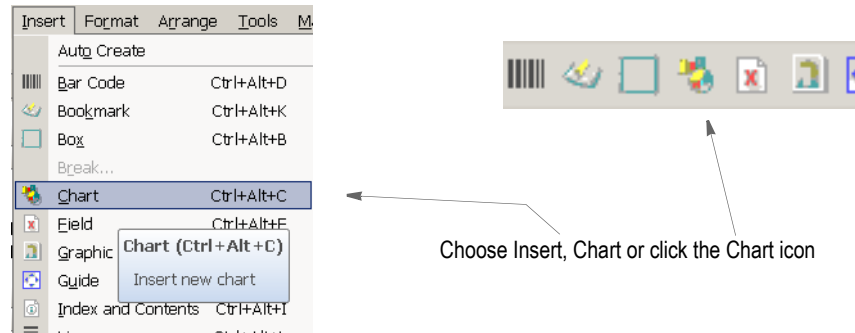 Insert Format Arrange Tools
Auto Create
Bar Code Ctrl+Alt+D
Bookmark Ctrl+Alt+K
Box Ctrl+Alt+B
Break...
Chart Ctrl+Alt+C
Field Ctrl+Alt+F
Graphic
Chart (Ctrl+Alt+C)
Guide
Insert new chart
Index and Contents Ctrl+Alt+I
Choose Insert, Chart or click the Chart icon